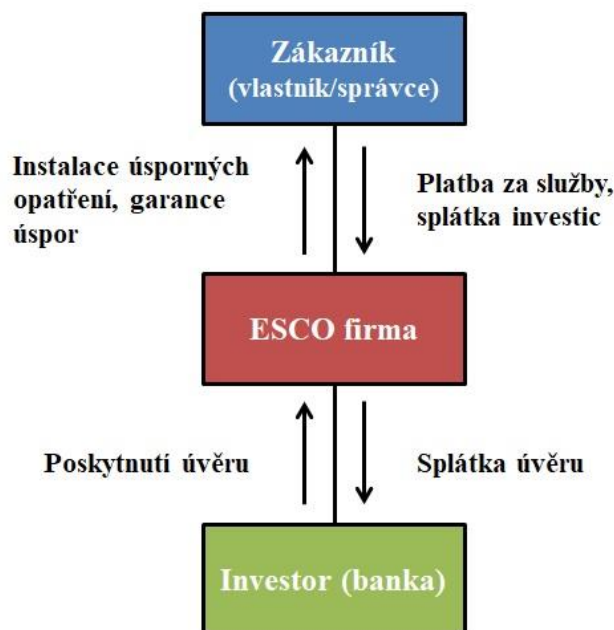 Zákazník
(vlastník/správce)
Instalace úsporných
opatření, garance
úspor
Platba za služby,
splátka investic
ESCO firma
Poskytnutí úvěru
Splátka úvěru
Investor (banka)